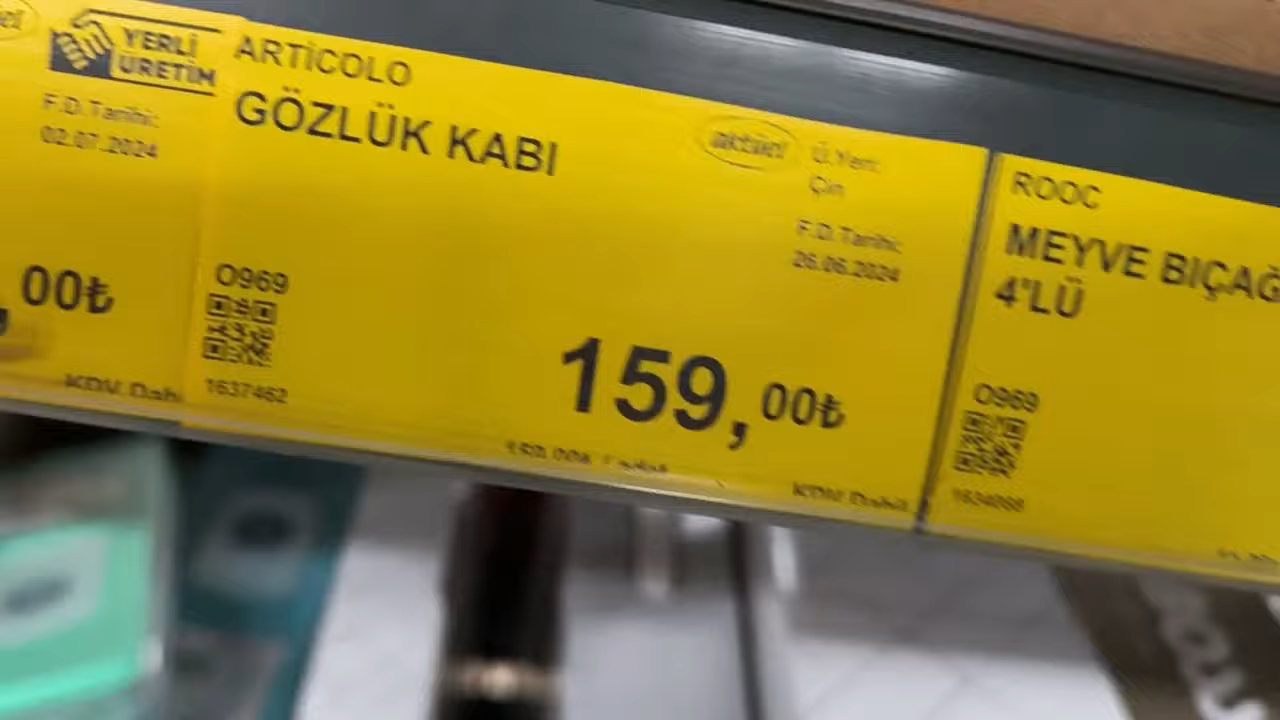 YERLİ
ÜRETİM
F.D.Tarihi:
02.07.2024
,00₺
KDV Dahi
ARTİCOLO
GÖZLÜK KABI
aktüel
Ü.Yeri:
Çin
F.D.Tarihi:
26.06.2024
O969
1637462
159,00₺
KDV Dahil
ROOC
MEYVE BIÇAĞ
4'LÜ
O969